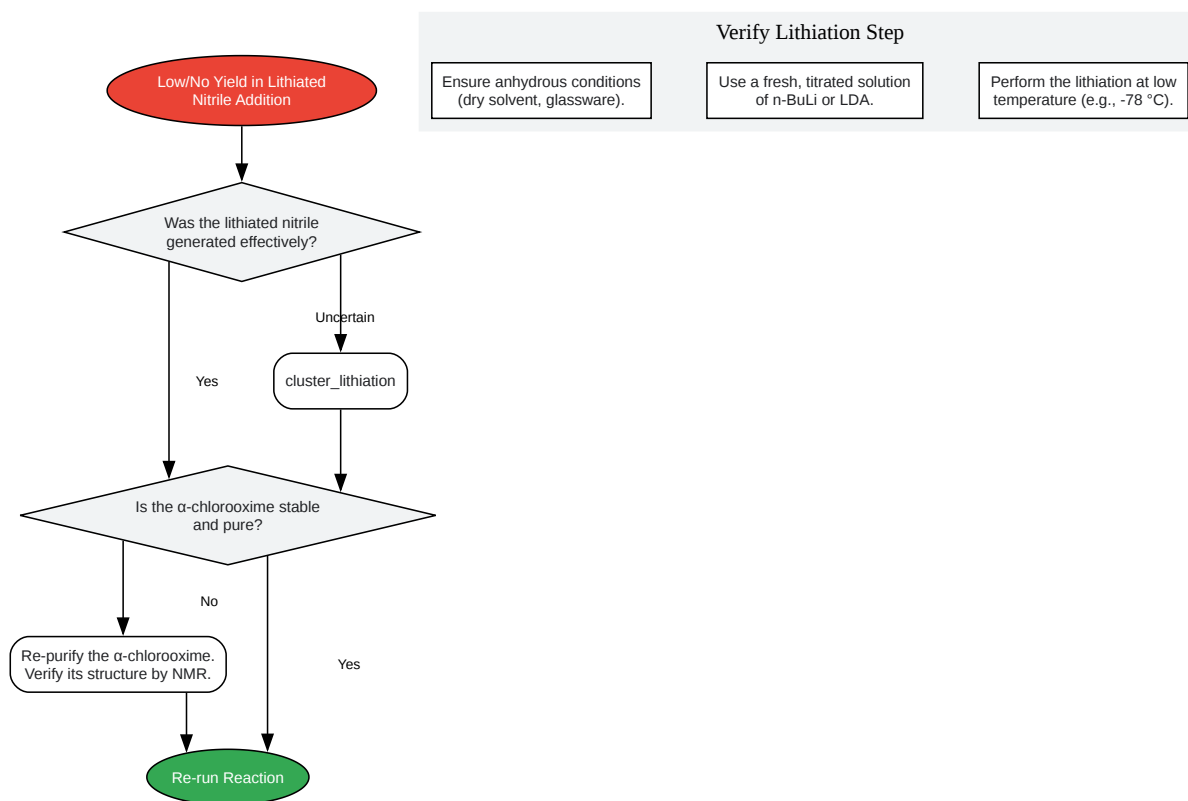 Verify Lithiation Step
Low/No Yield in Lithiated
Nitrile Addition
Ensure anhydrous conditions
(dry solvent, glassware).
Use a fresh, titrated solution
of n-BuLi or LDA.
Perform the lithiation at low
temperature (e.g., -78 °C).
Was the lithiated nitrile
generated effectively?
Uncertain
Yes
cluster_lithiation
Is the α-chlorooxime stable
and pure?
No
Re-purify the α-chlorooxime.
Verify its structure by NMR.
Yes
Re-run Reaction